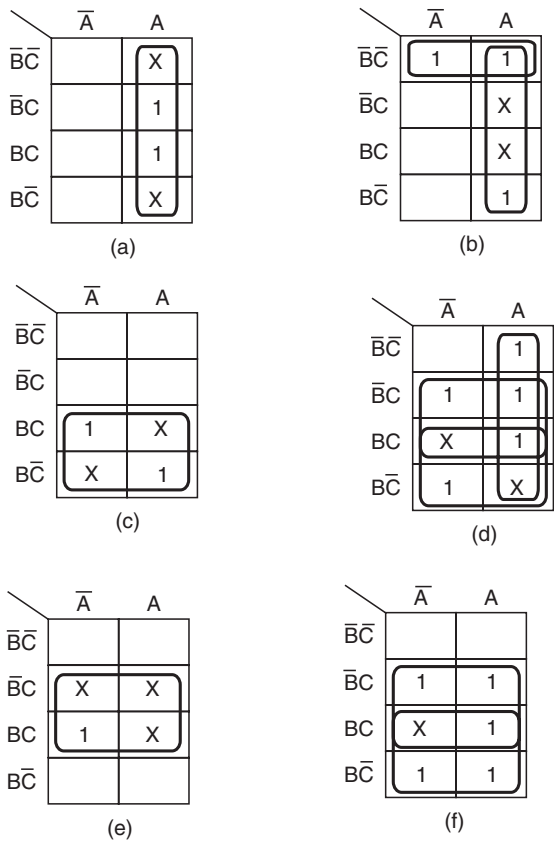 A̅ A
B̅C̅ X
B̅C 1
BC 1
BC̅ X
(a)
A̅ A
B̅C̅ 1 1
B̅C X
BC X
BC̅ 1
(b)
A̅ A
B̅C̅
B̅C
BC 1 X
BC̅ X 1
(c)
A̅ A
B̅C̅ 1
B̅C 1 1
BC X 1
BC̅ 1 X
(d)
A̅ A
B̅C̅
B̅C X X
BC 1 X
BC̅
(e)
A̅ A
B̅C̅
B̅C 1 1
BC X 1
BC̅ 1 1
(f)